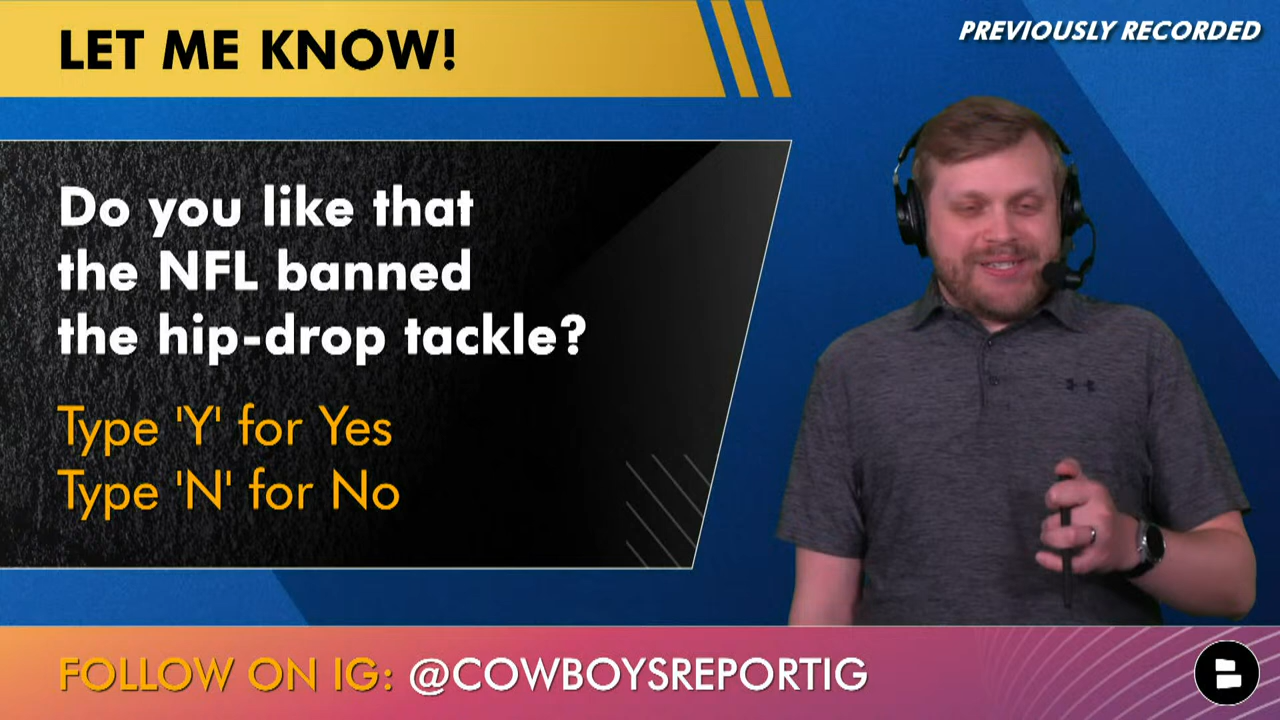 LET ME KNOW!
PREVIOUSLY RECORDED
Do you like that
the NFL banned
the hip-drop tackle?
Type 'Y' for Yes
Type 'N' for No
FOLLOW ON IG: @COWBOYSREPORTIG